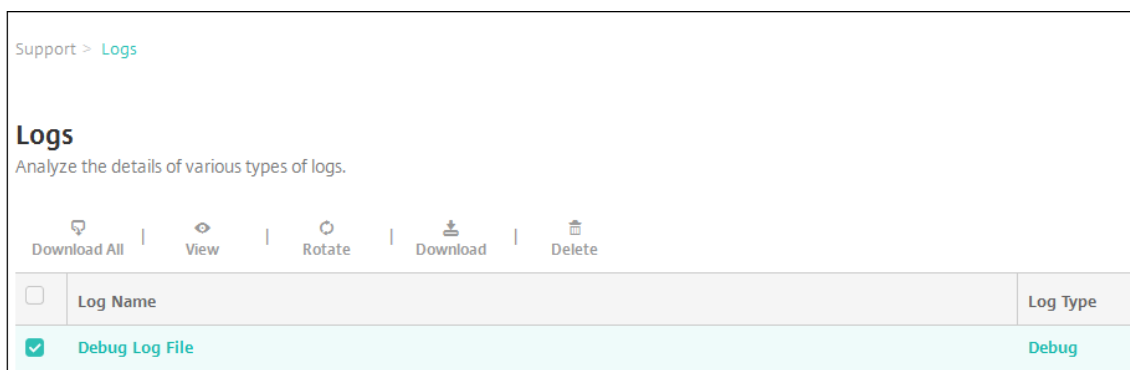 Support > Logs
Logs
Analyze the details of various types of logs.
Download All | View | Rotate | Download | Delete
Log Name Log Type
Debug Log File Debug